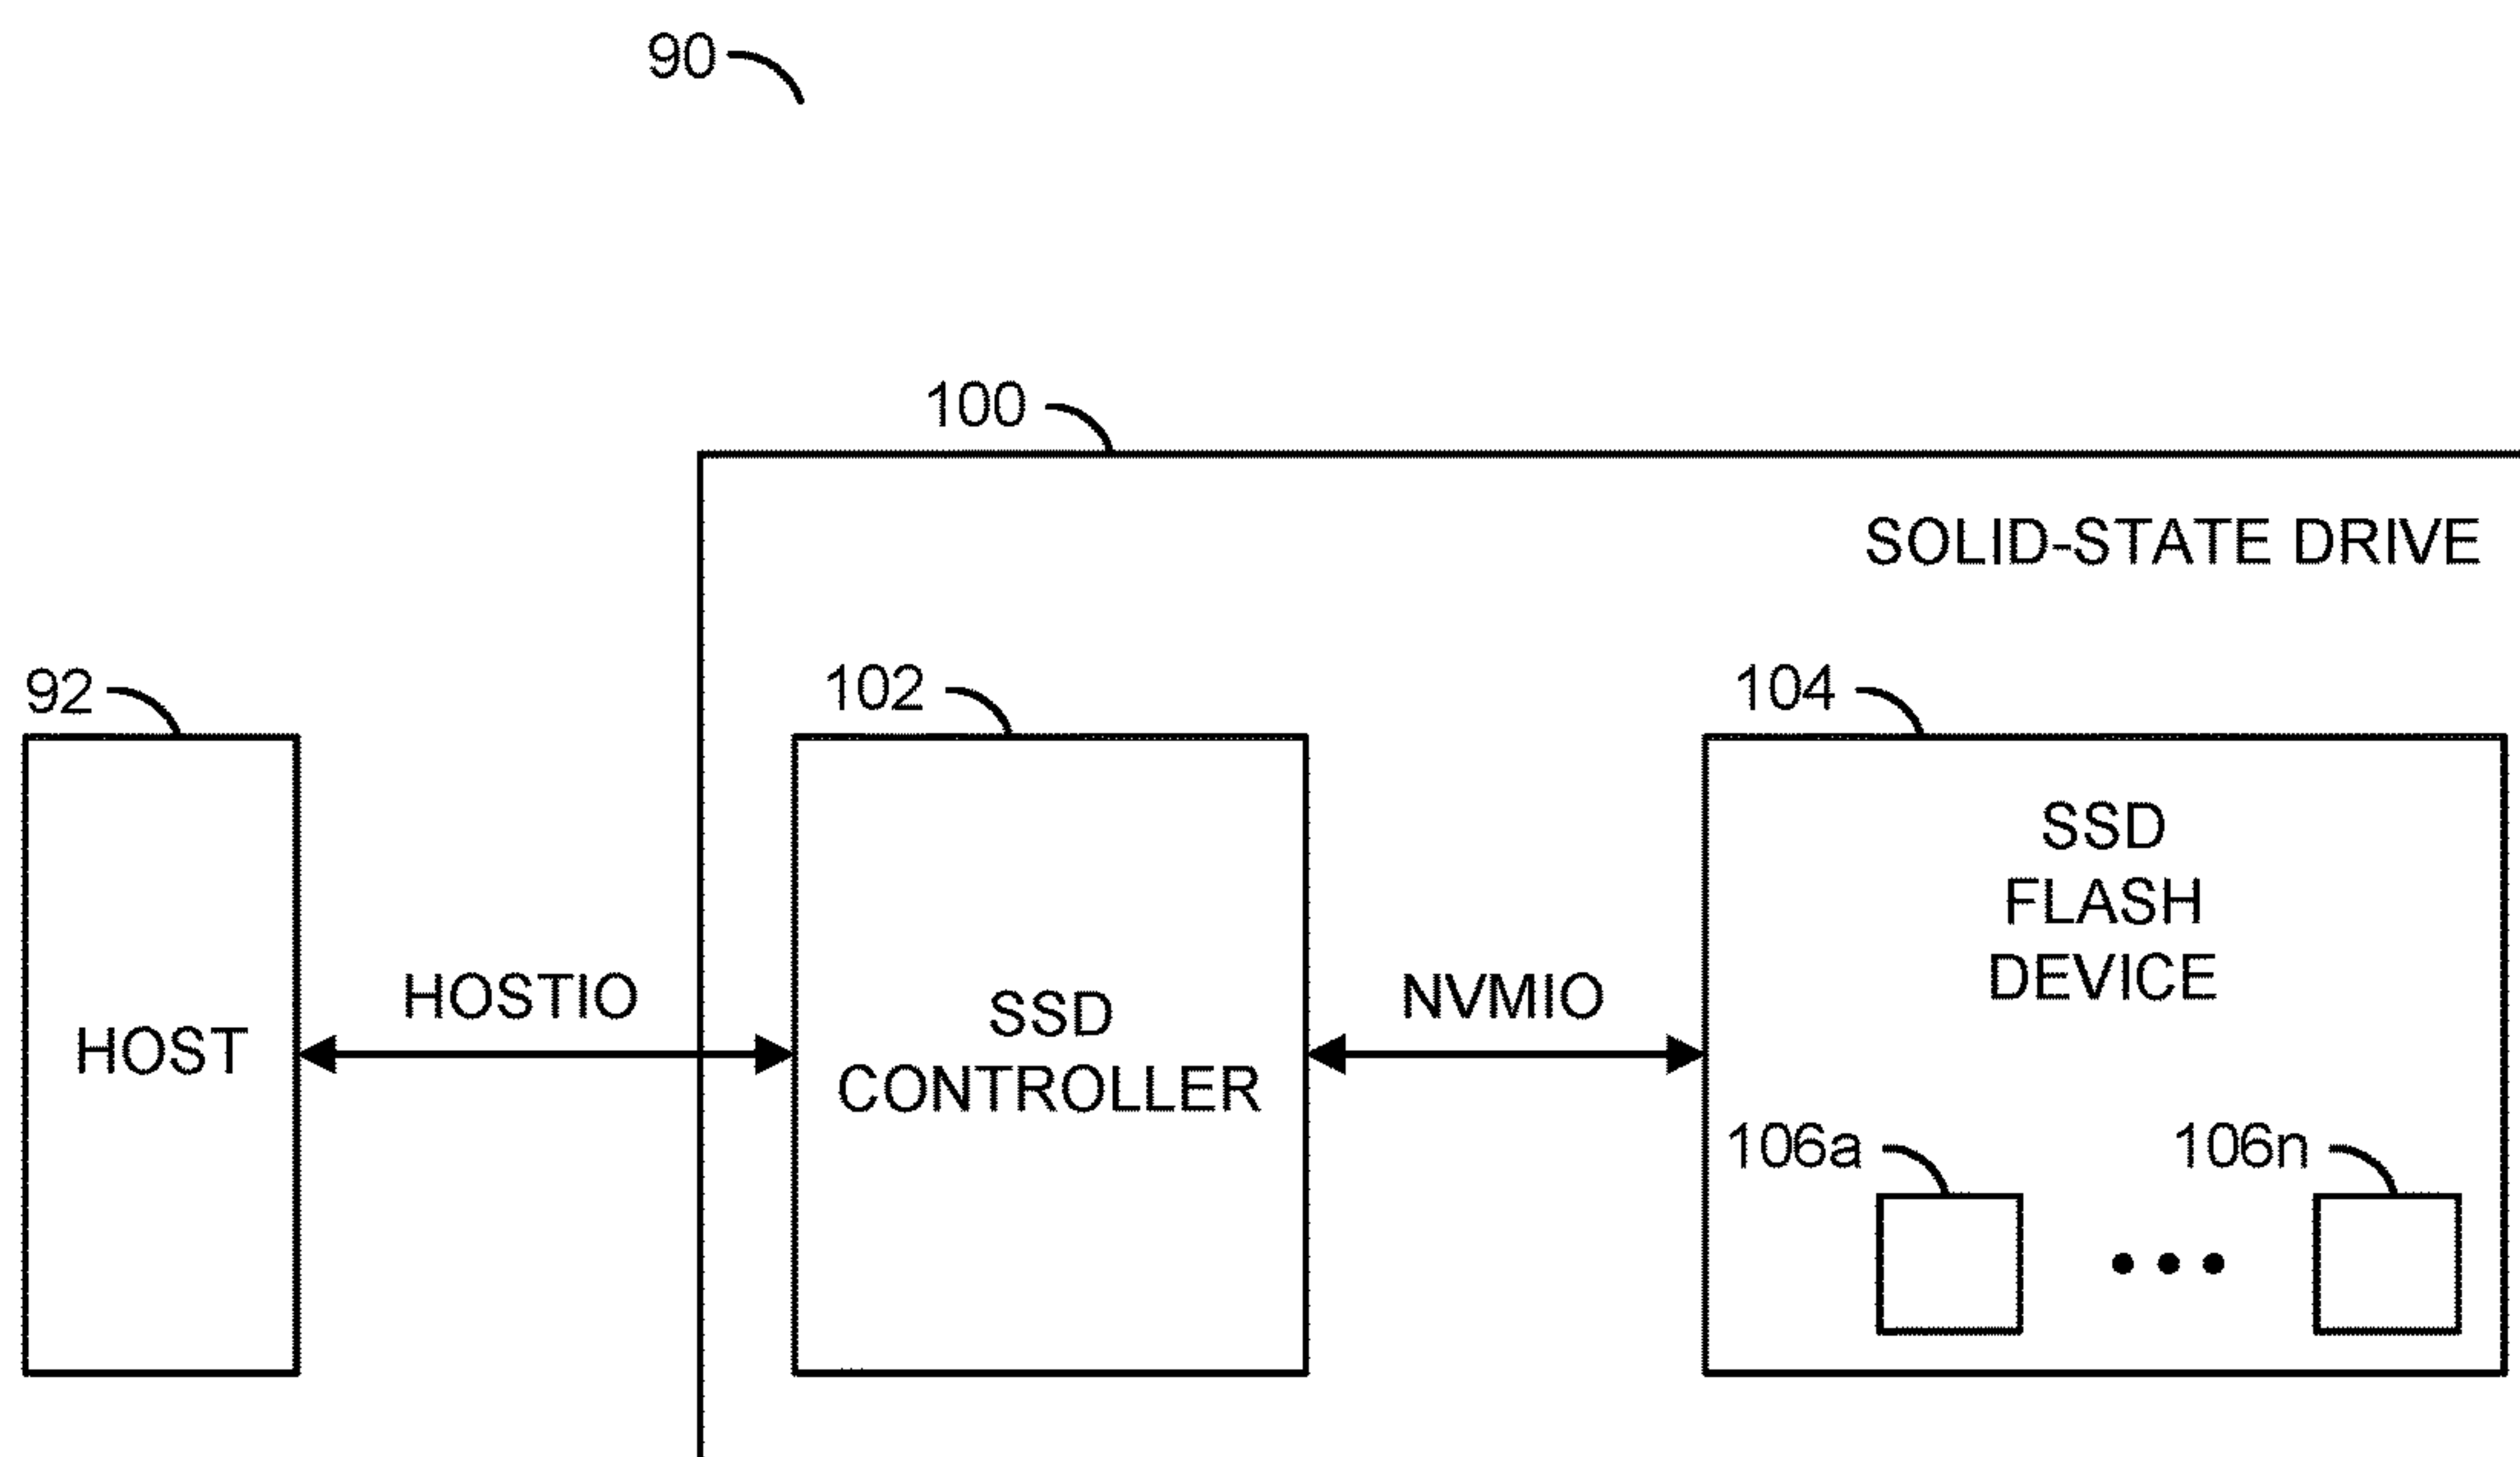 90
100
SOLID-STATE DRIVE
92
102
104
HOST
HOSTIO
SSD
CONTROLLER
NVMIO
SSD
FLASH
DEVICE
106a
106n